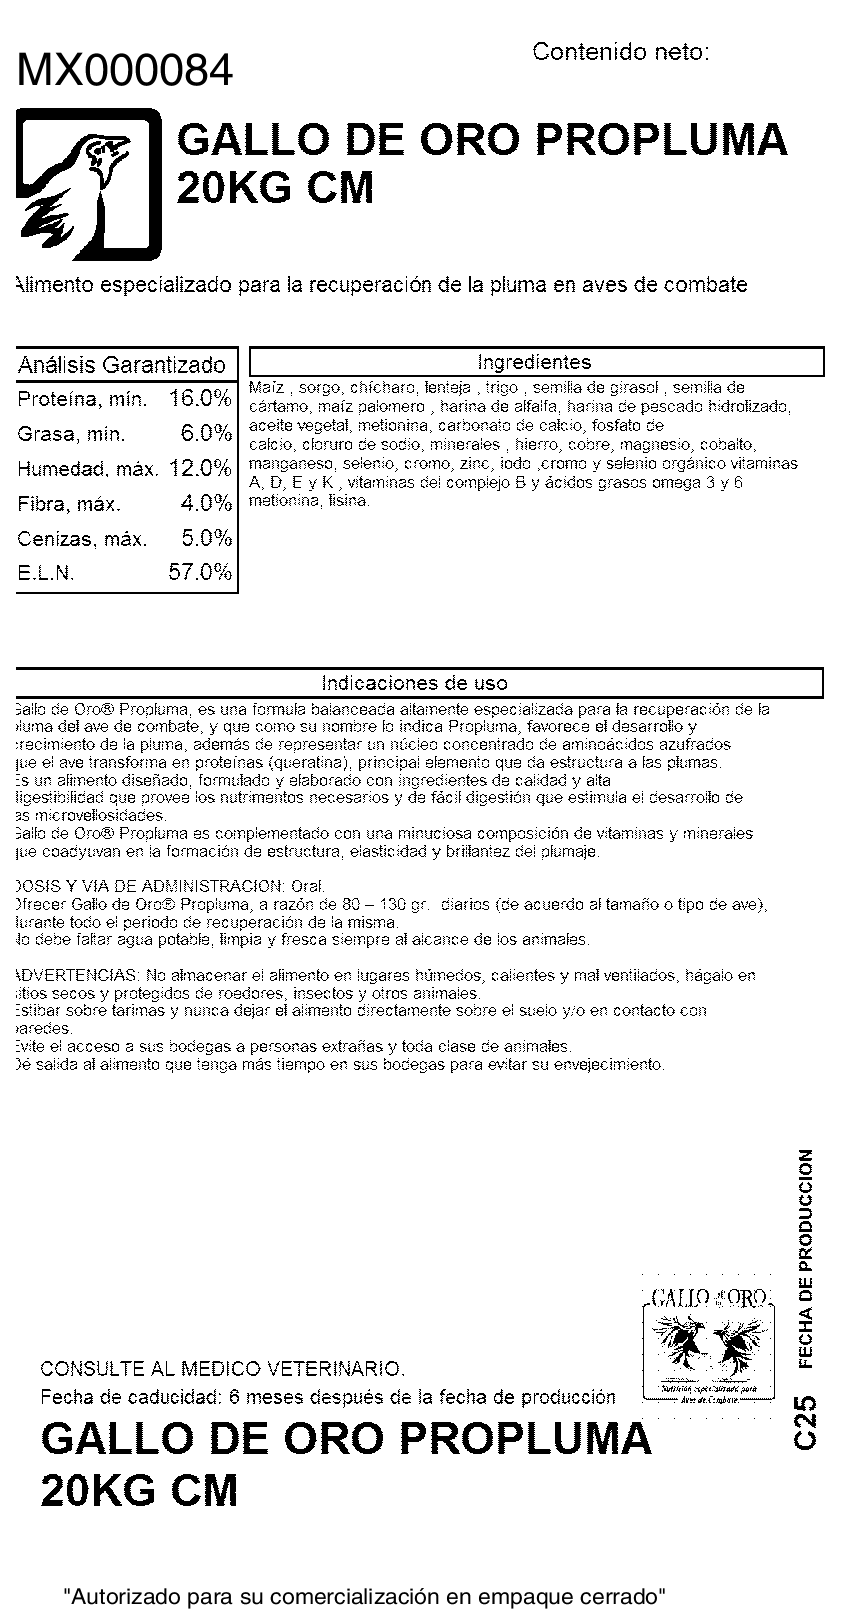 Contenido neto:
MX000084
GALLO DE ORO PROPLUMA
20KG CM
Alimento especializado para la recuperación de la pluma en aves de combate
Análisis Garantizado
Proteína, mín. 16.0%
Grasa, mín. 6.0%
Humedad, máx. 12.0%
Fibra, máx. 4.0%
Cenizas, máx. 5.0%
E.L.N. 57.0%
Ingredientes
Maíz , sorgo, chícharo, lenteja , trigo , semilla de girasol , semilla de
cártamo, maíz palomero , harina de alfalfa, harina de pescado hidrolizado,
aceite vegetal, metionina, carbonato de calcio, fosfato de
calcio, cloruro de sodio, minerales , hierro, cobre, magnesio, cobalto,
manganeso, selenio, cromo, zinc, iodo ,cromo y selenio orgánico vitaminas
A, D, E y K , vitaminas del complejo B y ácidos grasos omega 3 y 6
metionina, lisina.
Indicaciones de uso
Gallo de Oro® Propluma, es una formula balanceada altamente especializada para la recuperación de la
pluma del ave de combate, y que como su nombre lo indica Propluma, favorece el desarrollo y
crecimiento de la pluma, además de representar un núcleo concentrado de aminoácidos azufrados
que el ave transforma en proteínas (queratina), principal elemento que da estructura a las plumas.
Es un alimento diseñado, formulado y elaborado con ingredientes de calidad y alta
digestibilidad que provee los nutrimentos necesarios y de fácil digestión que estimula el desarrollo de
las microvellosidades.
Gallo de Oro® Propluma es complementado con una minuciosa composición de vitaminas y minerales
que coadyuvan en la formación de estructura, elasticidad y brillantez del plumaje.
DOSIS Y VIA DE ADMINISTRACION: Oral.
Ofrecer Gallo de Oro® Propluma, a razón de 80 – 130 gr. diarios (de acuerdo al tamaño o tipo de ave),
durante todo el periodo de recuperación de la misma.
No debe faltar agua potable, limpia y fresca siempre al alcance de los animales.
ADVERTENCIAS: No almacenar el alimento en lugares húmedos, calientes y mal ventilados, hágalo en
sitios secos y protegidos de roedores, insectos y otros animales.
Estibar sobre tarimas y nunca dejar el alimento directamente sobre el suelo y/o en contacto con
paredes.
Evite el acceso a sus bodegas a personas extrañas y toda clase de animales.
Dé salida al alimento que tenga más tiempo en sus bodegas para evitar su envejecimiento.
C25 FECHA DE PRODUCCION
GALLO de ORO
Nutrición especializada para
Aves de Combate
CONSULTE AL MEDICO VETERINARIO.
Fecha de caducidad: 6 meses después de la fecha de producción
GALLO DE ORO PROPLUMA
20KG CM
"Autorizado para su comercialización en empaque cerrado"